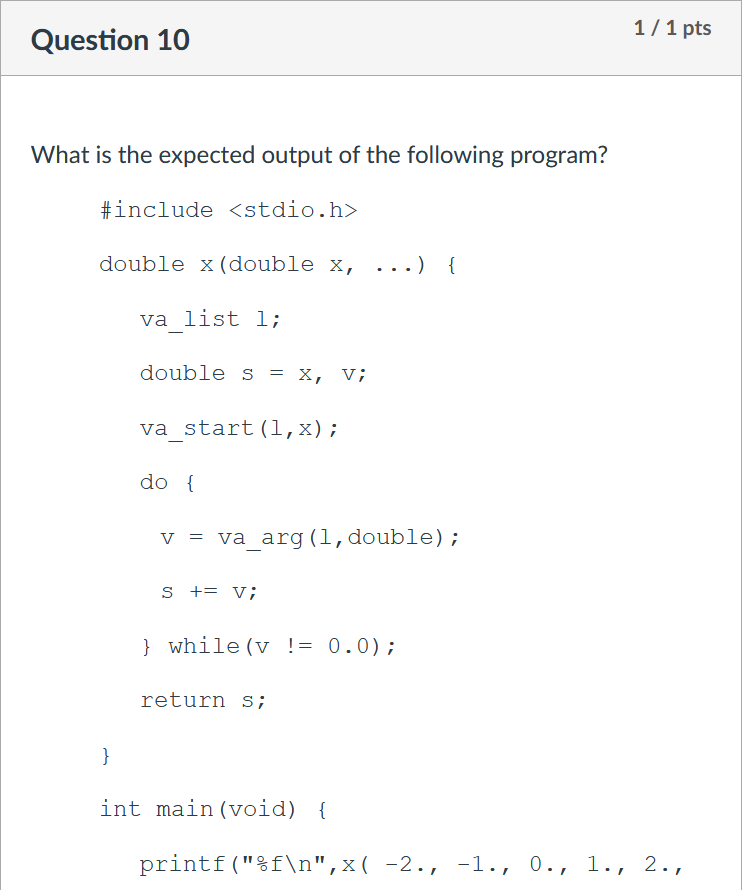 Question 10
1 / 1 pts
What is the expected output of the following program?
#include <stdio.h>
double x(double x, ...) {
va_list l;
double s = x, v;
va_start(l,x);
do {
v = va_arg(l,double);
s += v;
} while(v != 0.0);
return s;
}
int main(void) {
printf("%f\n",x( -2., -1., 0., 1., 2.,